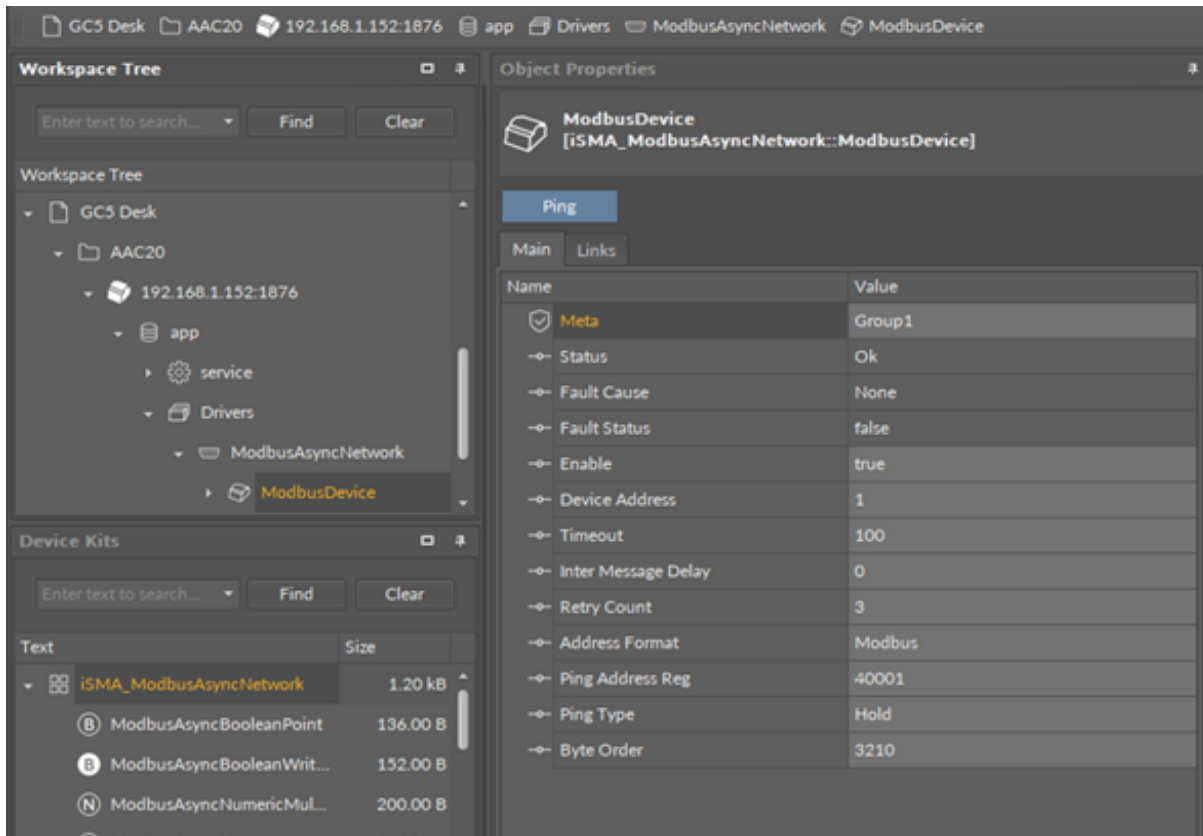 GC5 Desk AAC20 192.168.1.152:1876 app Drivers ModbusAsyncNetwork ModbusDevice
Workspace Tree
Enter text to search... Find Clear
Workspace Tree
GC5 Desk
AAC20
192.168.1.152:1876
app
service
Drivers
ModbusAsyncNetwork
ModbusDevice
Device Kits
Enter text to search... Find Clear
Text Size
iSMA_ModbusAsyncNetwork 1.20 kB
B ModbusAsyncBooleanPoint 136.00 B
B ModbusAsyncBooleanWrit... 152.00 B
N ModbusAsyncNumericMul... 200.00 B
Object Properties
ModbusDevice
[iSMA_ModbusAsyncNetwork::ModbusDevice]
Ping
Main Links
Name Value
Meta Group1
Status Ok
Fault Cause None
Fault Status false
Enable true
Device Address 1
Timeout 100
Inter Message Delay 0
Retry Count 3
Address Format Modbus
Ping Address Reg 40001
Ping Type Hold
Byte Order 3210